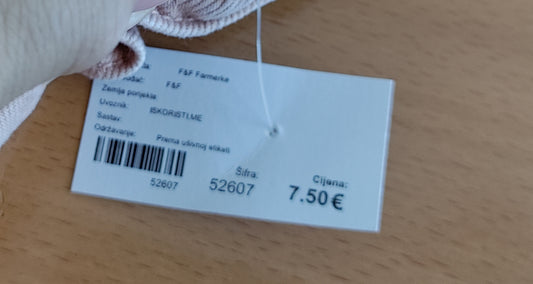 F&F Farmerke
F&F
Zemlja porijekla:
Uvoznik: ISKORISTI.ME
Sastav:
Održavanje: Prema ušivnoj etiketi
52607
Šifra:
52607
Cijena:
7.50€